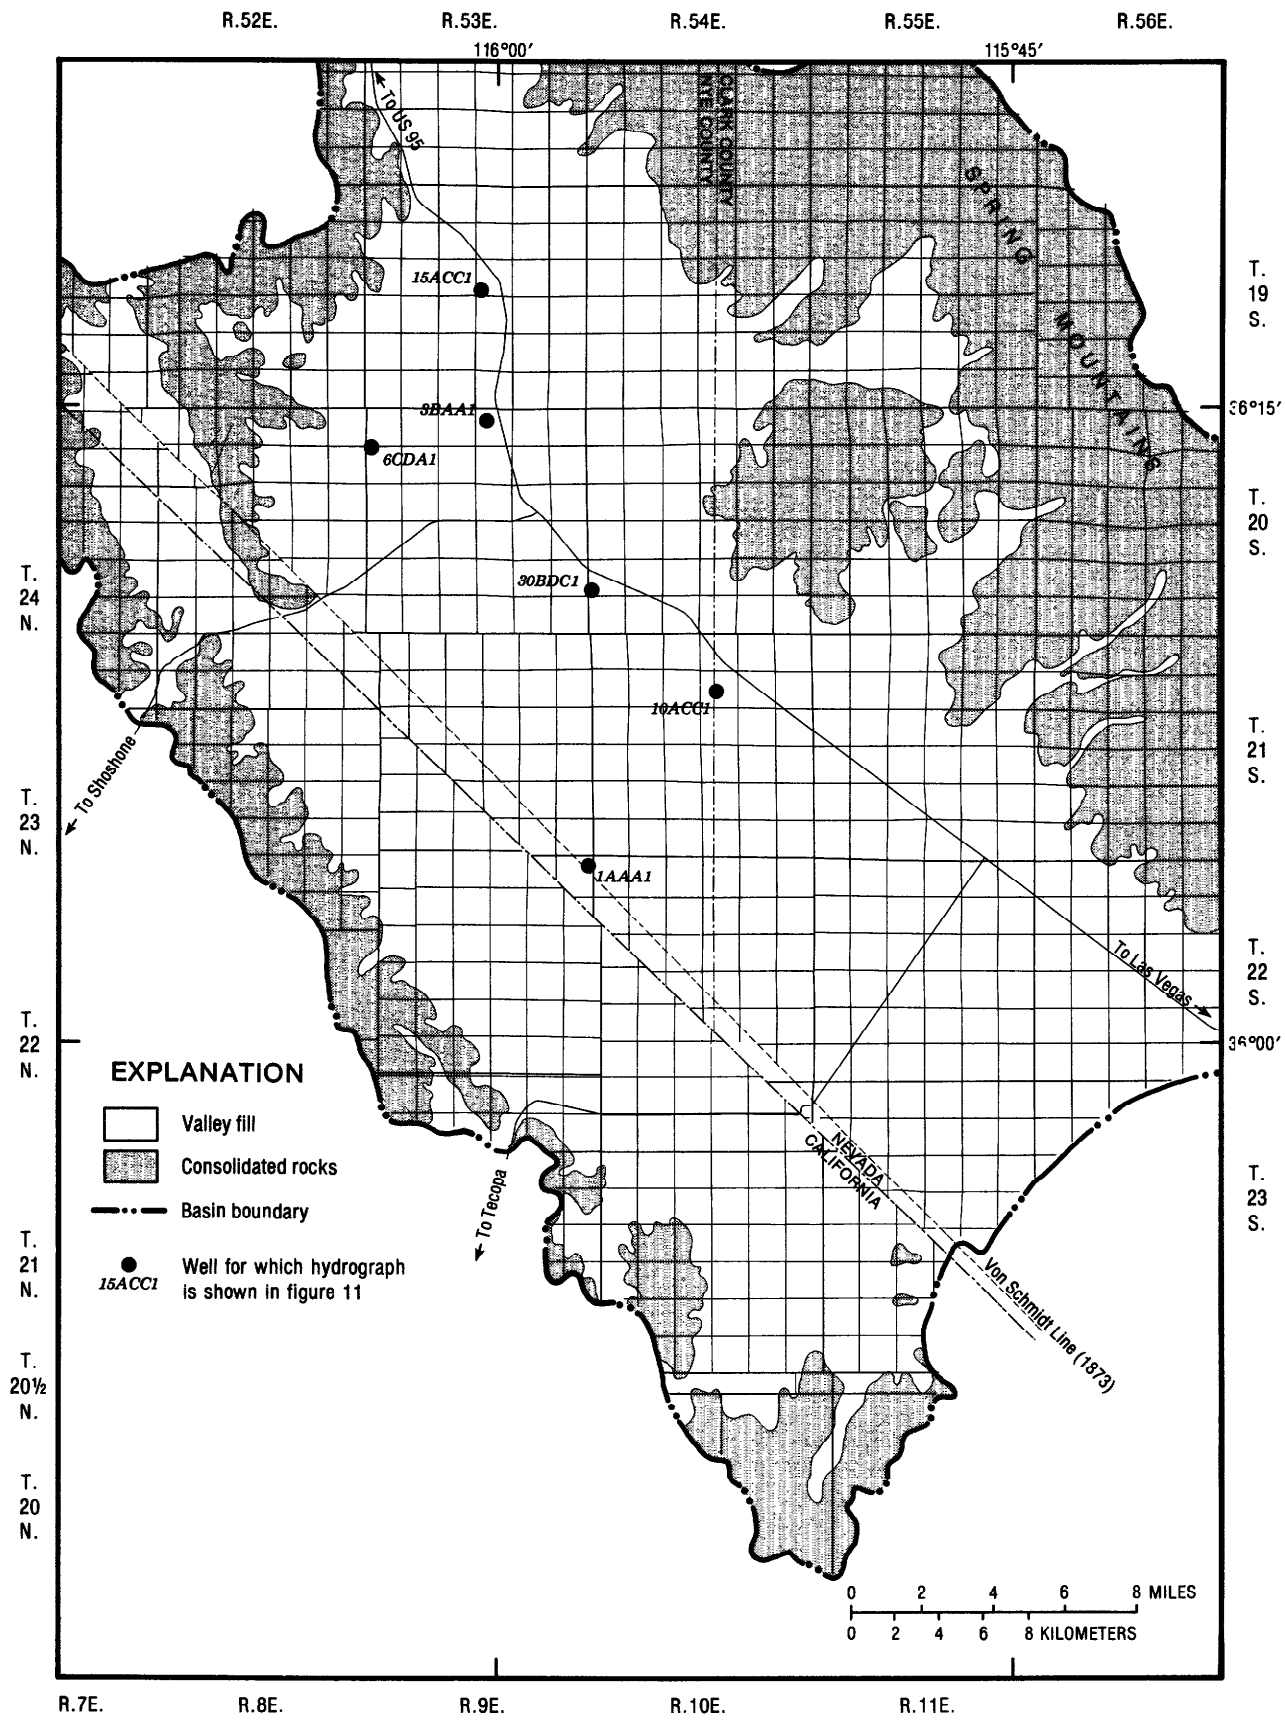 R.52E.
R.53E.
R.54E.
R.55E.
R.56E.
116°00′
115°45′
To US 95
CLARK COUNTY
NYE COUNTY
SPRING
MOUNTAINS
T.
19
S.
15ACC1
3BAA1
6CDA1
36°15′
T.
20
S.
30BDC1
T.
24
N.
10ACC1
To Shoshone
T.
21
S.
T.
23
N.
1AAA1
To Las Vegas
T.
22
S.
T.
22
N.
36°00′
EXPLANATION
Valley fill
Consolidated rocks
Basin boundary
15ACC1
Well for which hydrograph
is shown in figure 11
To Tecopa
NEVADA
CALIFORNIA
T.
23
S.
T.
21
N.
Von Schmidt Line (1873)
T.
20½
N.
T.
20
N.
0 2 4 6 8 MILES
0 2 4 6 8 KILOMETERS
R.7E.
R.8E.
R.9E.
R.10E.
R.11E.